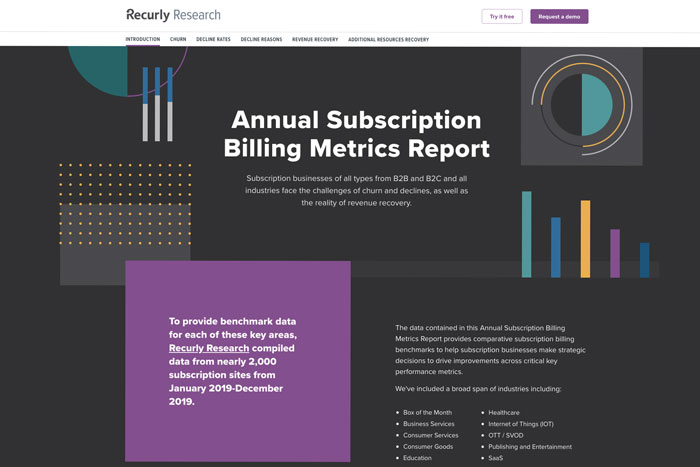 Recurly Research
Try it free
Request a demo
INTRODUCTION CHURN DECLINE RATES DECLINE REASONS REVENUE RECOVERY ADDITIONAL RESOURCES RECOVERY
Annual Subscription
Billing Metrics Report
Subscription businesses of all types from B2B and B2C and all
industries face the challenges of churn and declines, as well as
the reality of revenue recovery.
To provide benchmark data
for each of these key areas,
Recurly Research compiled
data from nearly 2,000
subscription sites from
January 2019-December
2019.
The data contained in this Annual Subscription Billing
Metrics Report provides comparative subscription billing
benchmarks to help subscription businesses make strategic
decisions to drive improvements across critical key
performance metrics.
We've included a broad span of industries including:
• Box of the Month
• Business Services
• Consumer Services
• Consumer Goods
• Education
• Healthcare
• Internet of Things (IOT)
• OTT / SVOD
• Publishing and Entertainment
• SaaS